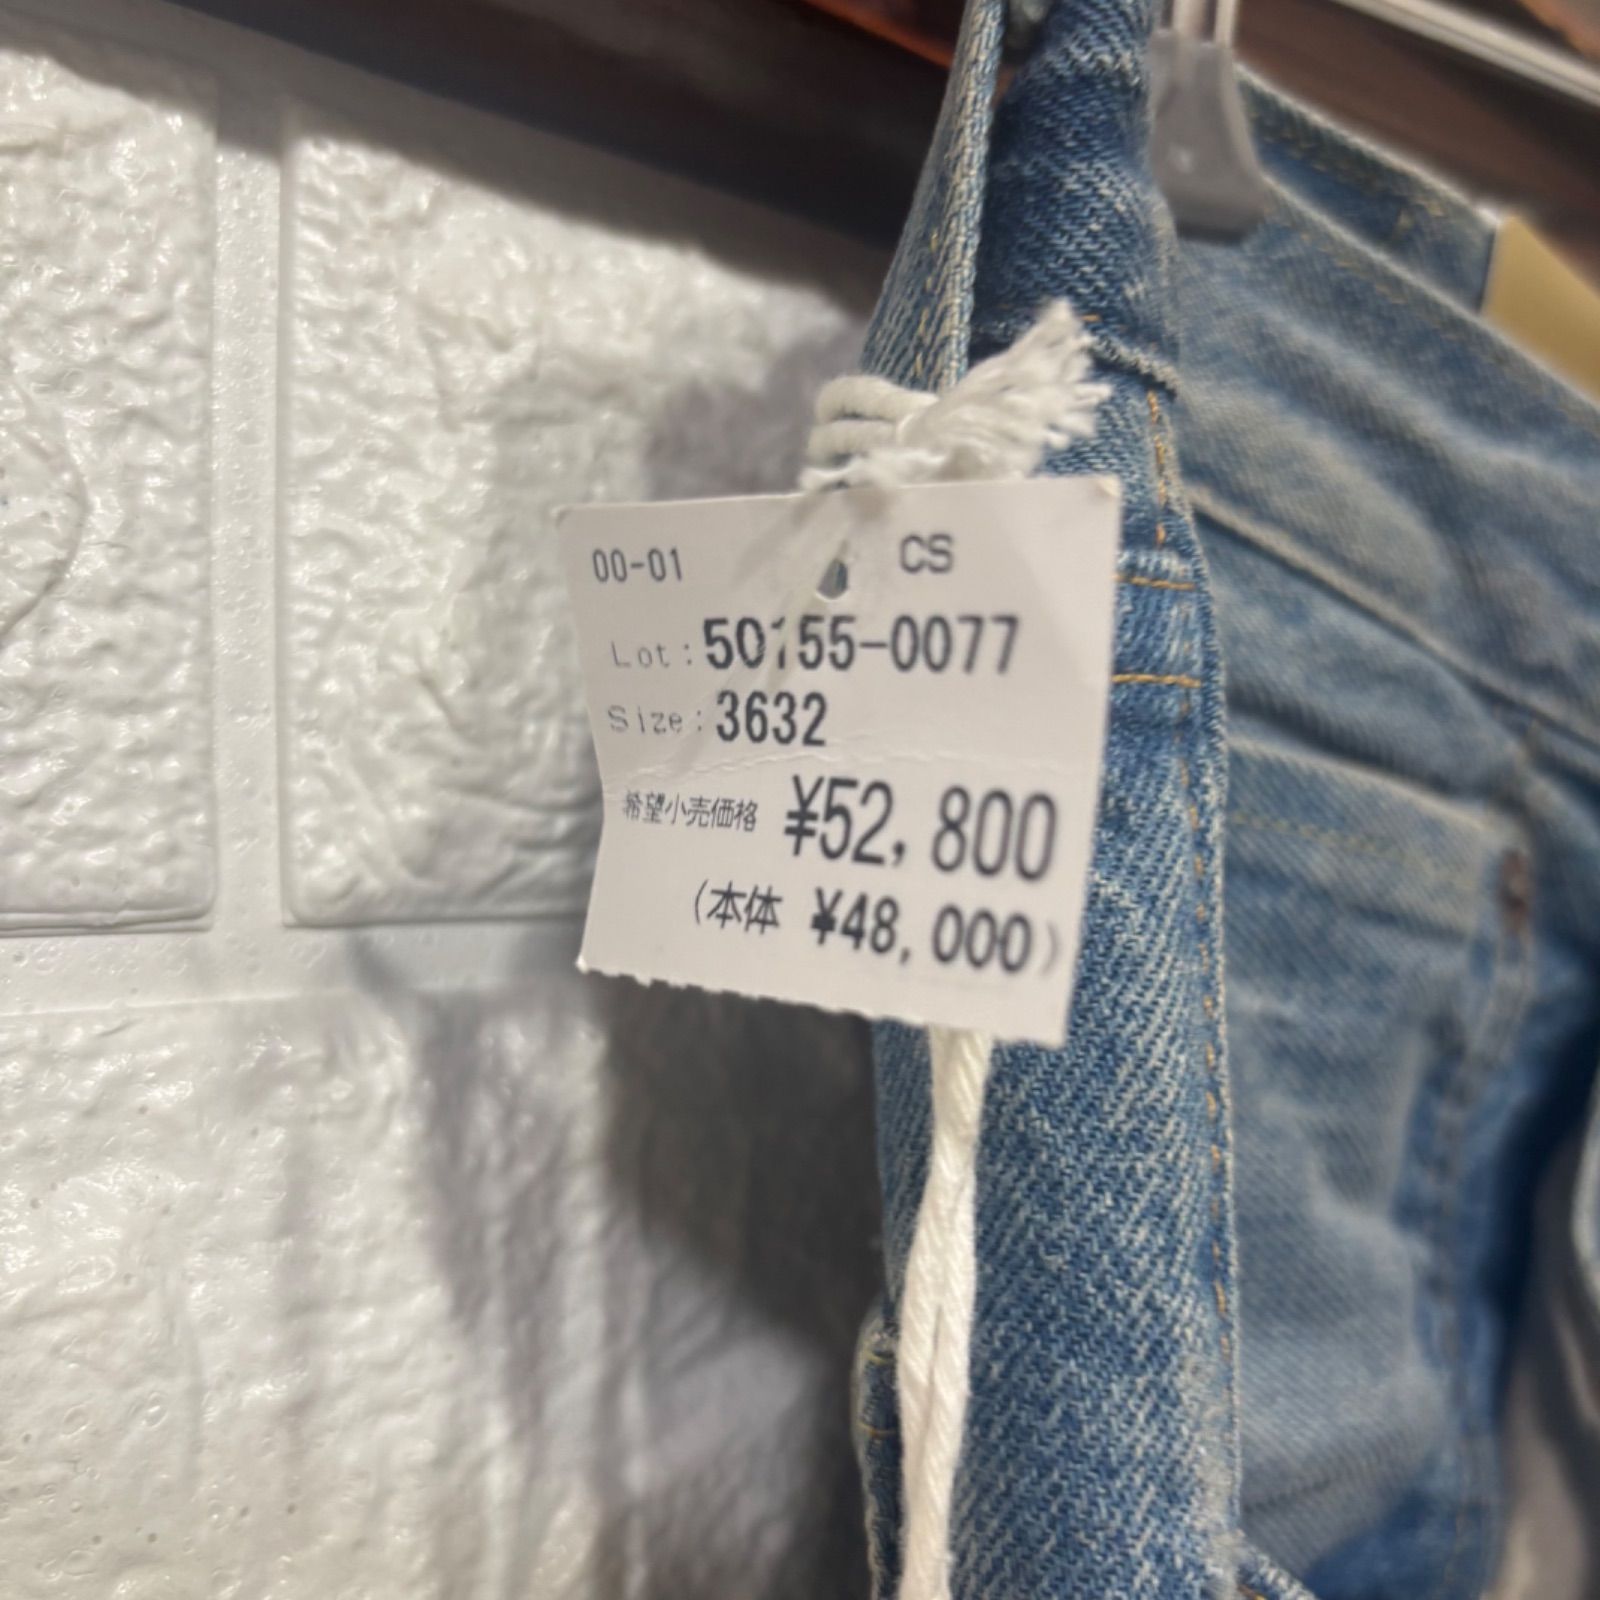 00-01 CS
Lot:50155-0077
Size:3632
希望小売価格 ¥52,800
(本体 ¥48,000)